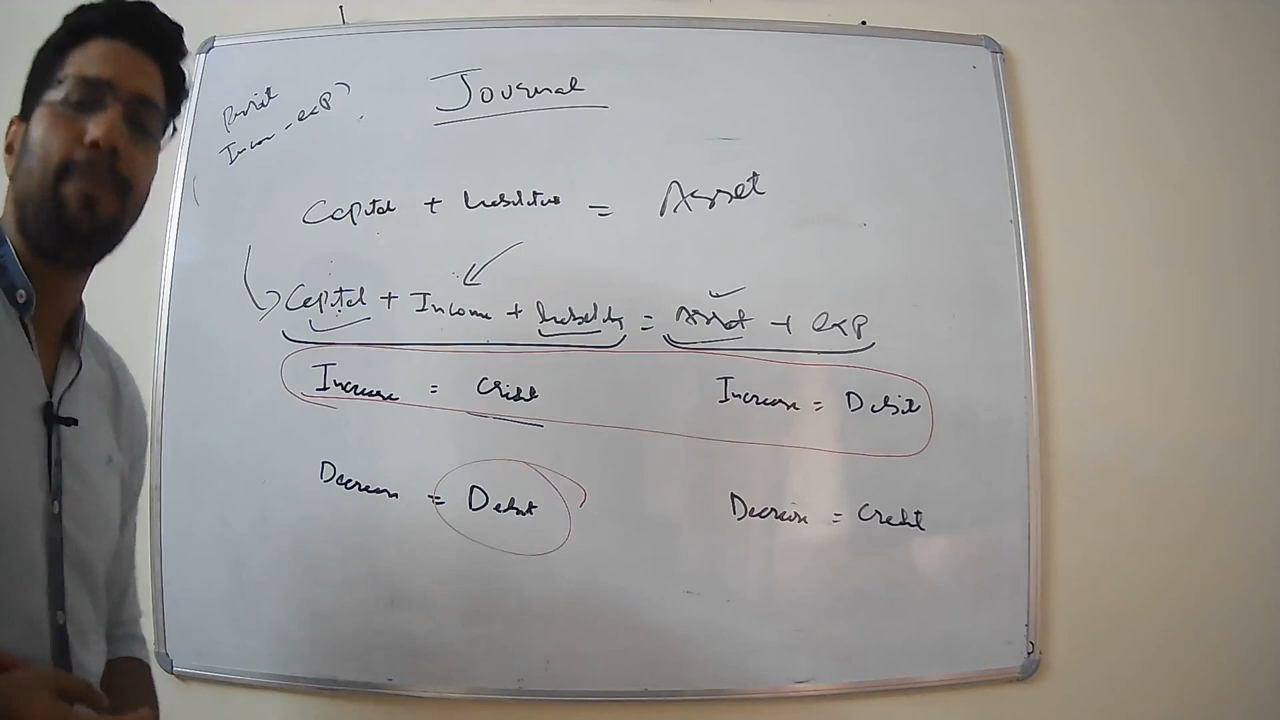 Journal
Profit
Incom - exp
Capital + liabilities = Asset
Capital + Income + liability = Asset + exp
Increase = Credit Increase = Debit
Decrease = Debit Decrease = Credit